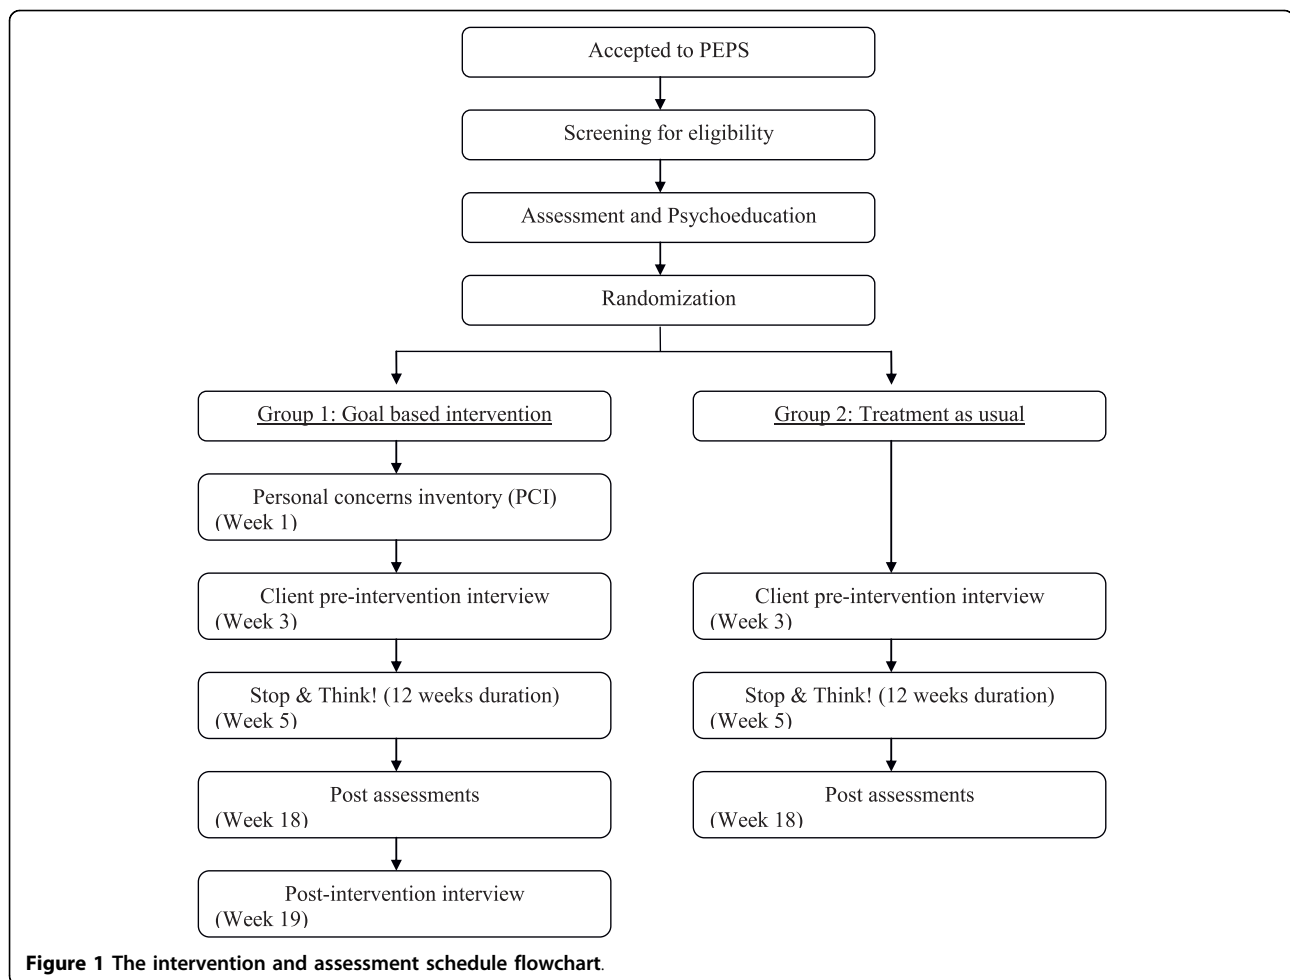 Accepted to PEPS
Screening for eligibility
Assessment and Psychoeducation
Randomization
Group 1: Goal based intervention
Group 2: Treatment as usual
Personal concerns inventory (PCI)
(Week 1)
Client pre-intervention interview
(Week 3)
Client pre-intervention interview
(Week 3)
Stop & Think! (12 weeks duration)
(Week 5)
Stop & Think! (12 weeks duration)
(Week 5)
Post assessments
(Week 18)
Post assessments
(Week 18)
Post-intervention interview
(Week 19)
Figure 1 The intervention and assessment schedule flowchart.